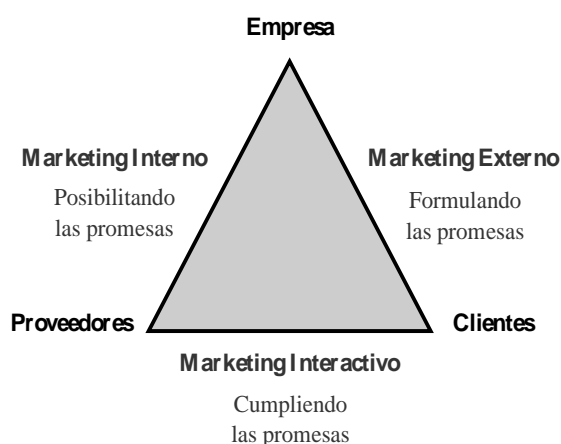 Empresa
Marketing Interno
Posibilitando
las promesas
Marketing Externo
Formulando
las promesas
Proveedores
Clientes
Marketing Interactivo
Cumpliendo
las promesas